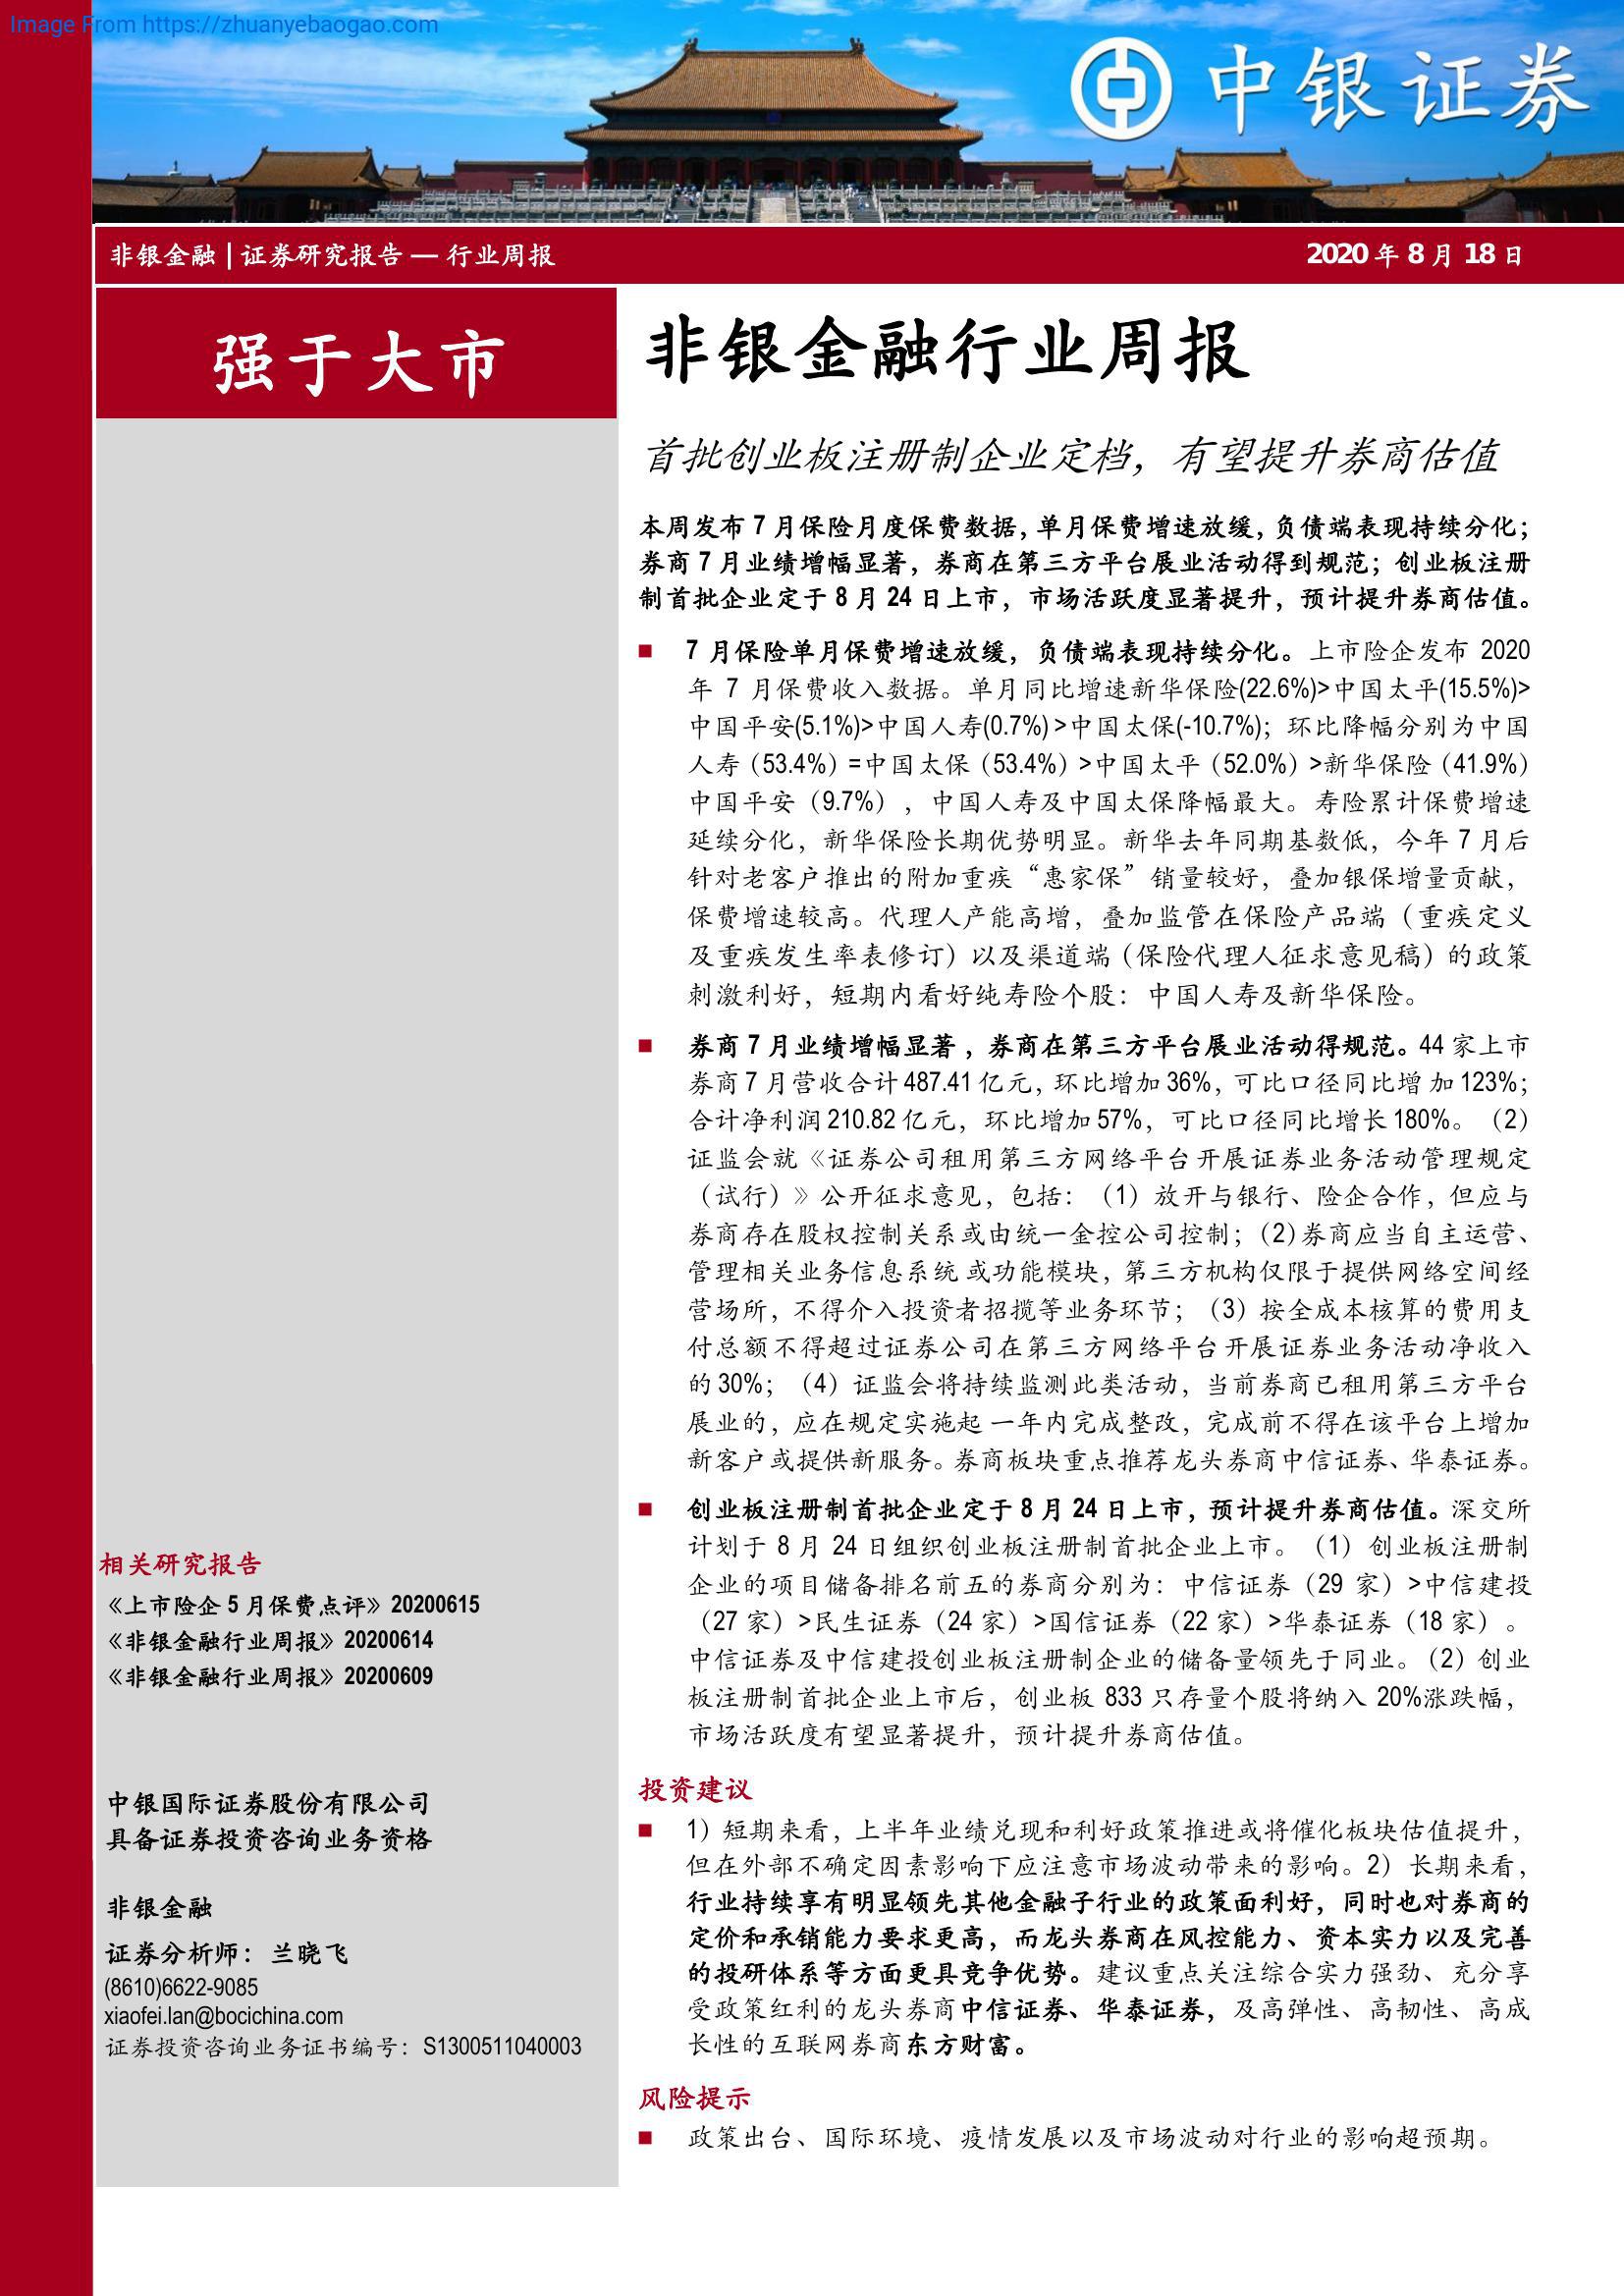 Image From https://zhuanyebaogao.com
中银证券
非银金融 | 证券研究报告 — 行业周报
2020 年 8 月 18 日
强于大市
非银金融行业周报
首批创业板注册制企业定档，有望提升券商估值
本周发布 7 月保险月度保费数据，单月保费增速放缓，负债端表现持续分化；
券商 7 月业绩增幅显著，券商在第三方平台展业活动得到规范；创业板注册
制首批企业定于 8 月 24 日上市，市场活跃度显著提升，预计提升券商估值。
■ 7 月保险单月保费增速放缓，负债端表现持续分化。上市险企发布 2020
年 7 月保费收入数据。单月同比增速新华保险(22.6%)>中国太平(15.5%)>
中国平安(5.1%)>中国人寿(0.7%) >中国太保(-10.7%)；环比降幅分别为中国
人寿（53.4%）=中国太保（53.4%）>中国太平（52.0%）>新华保险（41.9%）
中国平安（9.7%），中国人寿及中国太保降幅最大。寿险累计保费增速
延续分化，新华保险长期优势明显。新华去年同期基数低，今年 7 月后
针对老客户推出的附加重疾“惠家保”销量较好，叠加银保增量贡献，
保费增速较高。代理人产能高增，叠加监管在保险产品端（重疾定义
及重疾发生率表修订）以及渠道端（保险代理人征求意见稿）的政策
刺激利好，短期内看好纯寿险个股：中国人寿及新华保险。
■ 券商 7 月业绩增幅显著，券商在第三方平台展业活动得规范。44 家上市
券商 7 月营收合计 487.41 亿元，环比增加 36%，可比口径同比增加 123%；
合计净利润 210.82 亿元，环比增加 57%，可比口径同比增长 180%。（2）
证监会就《证券公司租用第三方网络平台开展证券业务活动管理规定
（试行）》公开征求意见，包括：（1）放开与银行、险企合作，但应与
券商存在股权控制关系或由统一金控公司控制；（2）券商应当自主运营、
管理相关业务信息系统或功能模块，第三方机构仅限于提供网络空间经
营场所，不得介入投资者招揽等业务环节；（3）按全成本核算的费用支
付总额不得超过证券公司在第三方网络平台开展证券业务活动净收入
的 30%；（4）证监会将持续监测此类活动，当前券商已租用第三方平台
展业的，应在规定实施起一年内完成整改，完成前不得在该平台上增加
新客户或提供新服务。券商板块重点推荐龙头券商中信证券、华泰证券。
■ 创业板注册制首批企业定于 8 月 24 日上市，预计提升券商估值。深交所
计划于 8 月 24 日组织创业板注册制首批企业上市。（1）创业板注册制
企业的项目储备排名前五的券商分别为：中信证券（29 家）>中信建投
（27 家）>民生证券（24 家）>国信证券（22 家）>华泰证券（18 家）。
中信证券及中信建投创业板注册制企业的储备量领先于同业。（2）创业
板注册制首批企业上市后，创业板 833 只存量个股将纳入 20%涨跌幅，
市场活跃度有望显著提升，预计提升券商估值。
投资建议
■ 1）短期来看，上半年业绩兑现和利好政策推进或将催化板块估值提升，
但在外部不确定因素影响下应注意市场波动带来的影响。2）长期来看，
行业持续享有明显领先其他金融子行业的政策面利好，同时也对券商的
定价和承销能力要求更高，而龙头券商在风控能力、资本实力以及完善
的投研体系等方面更具竞争优势。建议重点关注综合实力强劲、充分享
受政策红利的龙头券商中信证券、华泰证券，及高弹性、高韧性、高成
长性的互联网券商东方财富。
风险提示
■ 政策出台、国际环境、疫情发展以及市场波动对行业的影响超预期。
相关研究报告
《上市险企 5 月保费点评》20200615
《非银金融行业周报》20200614
《非银金融行业周报》20200609
中银国际证券股份有限公司
具备证券投资咨询业务资格
非银金融
证券分析师：兰晓飞
(8610)6622-9085
xiaofei.lan@bocichina.com
证券投资咨询业务证书编号：S1300511040003